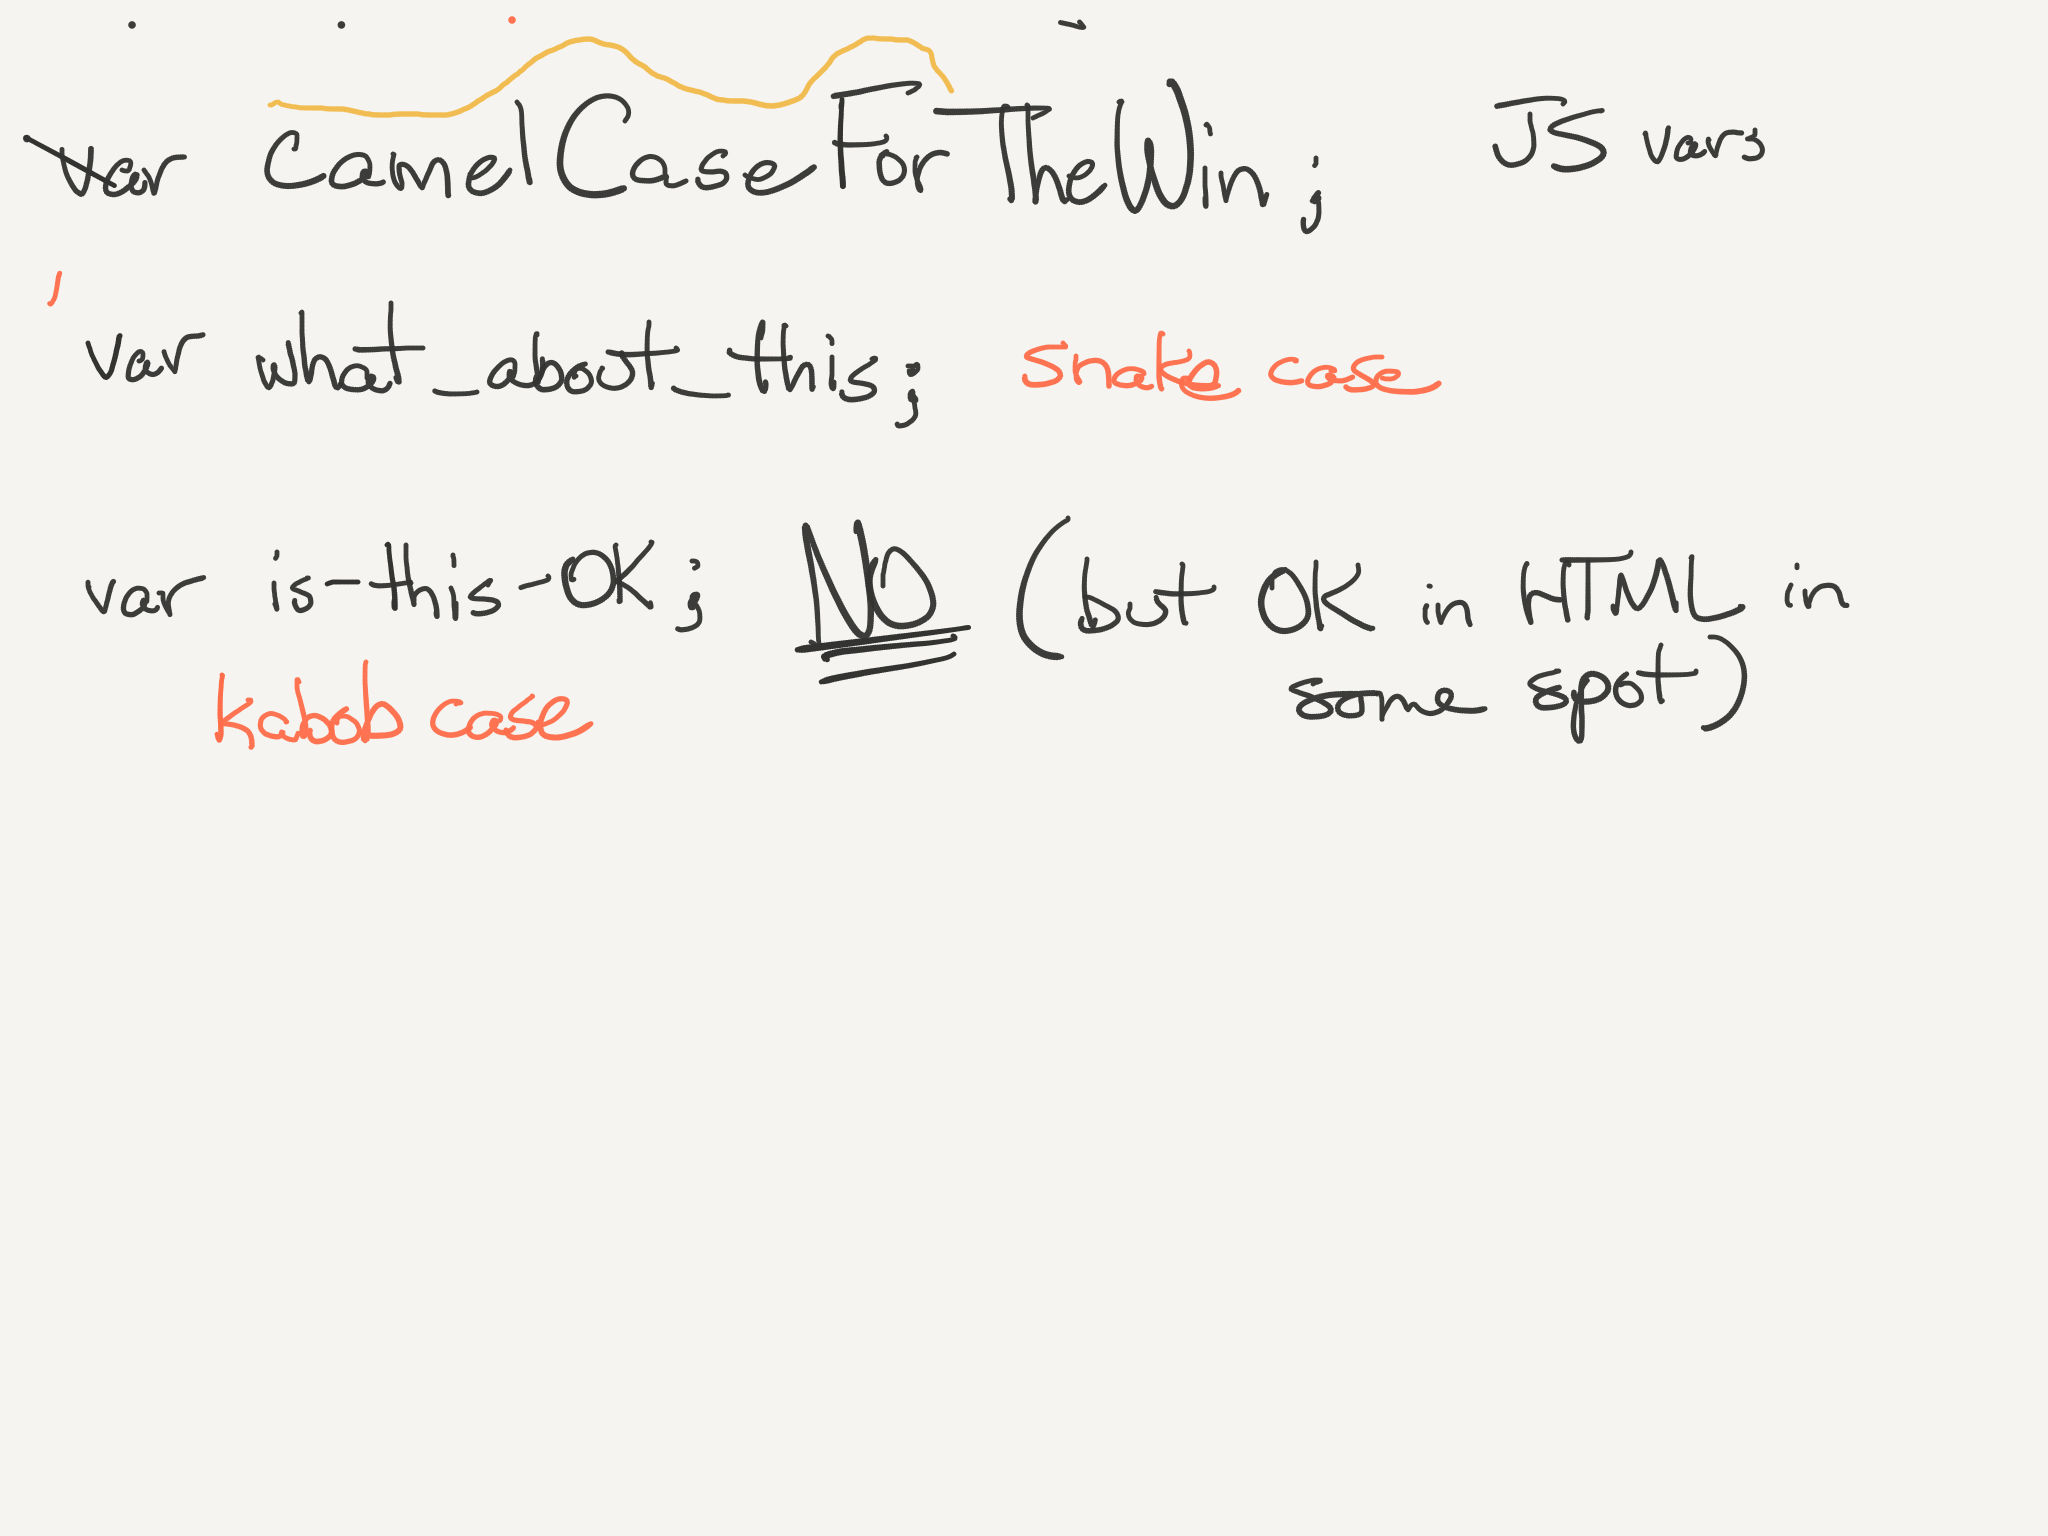 var camelCaseForTheWin; JS vars
var what_about_this; snake case
var is-this-OK; NO (but OK in HTML in
some spot)
kabob case